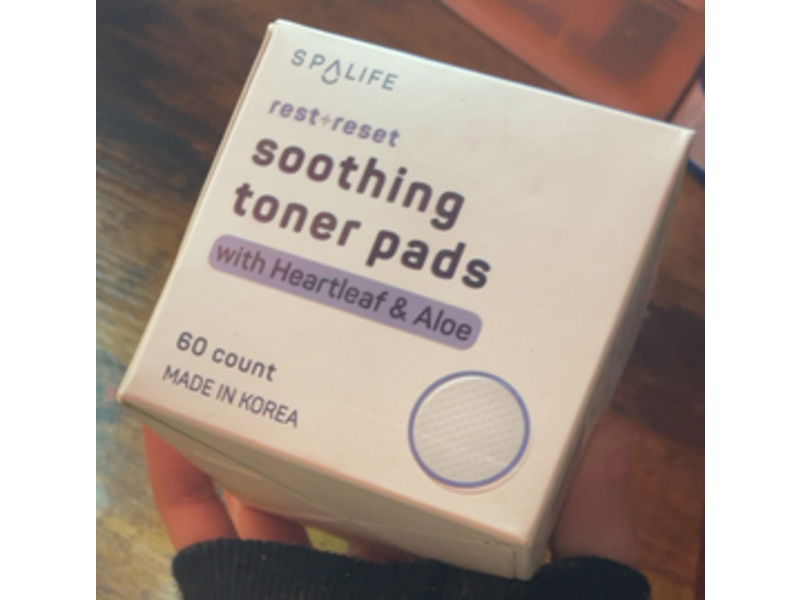 SPALIFE
rest+reset
soothing
toner pads
with Heartleaf & Aloe
60 count
MADE IN KOREA